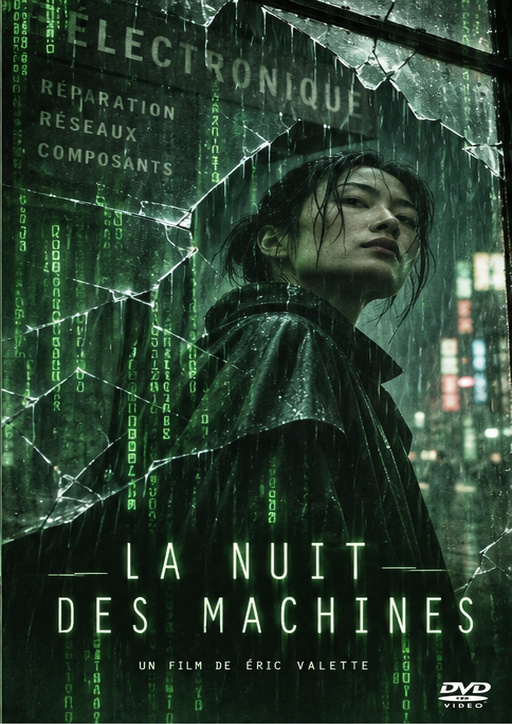 ÉLECTRONIQUE
RÉPARATION
RÉSEAUX
COMPOSANTS
LA NUIT
DES MACHINES
UN FILM DE ÉRIC VALETTE
DVD
VIDEO